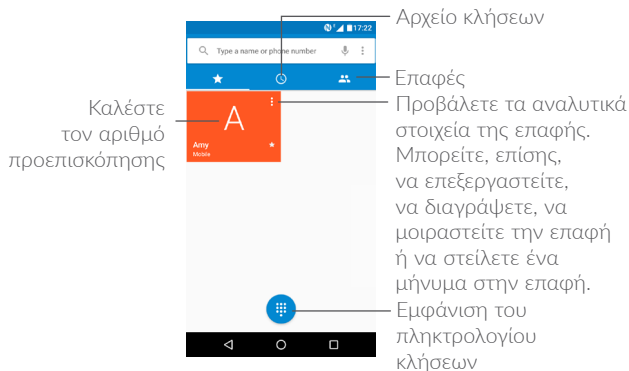 Αρχείο κλήσεων
17:22
Type a name or phone number
Επαφές
Καλέστε
τον αριθμό
προεπισκόπησης
A
Amy
Mobile
Προβάλετε τα αναλυτικά
στοιχεία της επαφής.
Μπορείτε, επίσης,
να επεξεργαστείτε,
να διαγράψετε, να
μοιραστείτε την επαφή
ή να στείλετε ένα
μήνυμα στην επαφή.
Εμφάνιση του
πληκτρολογίου
κλήσεων